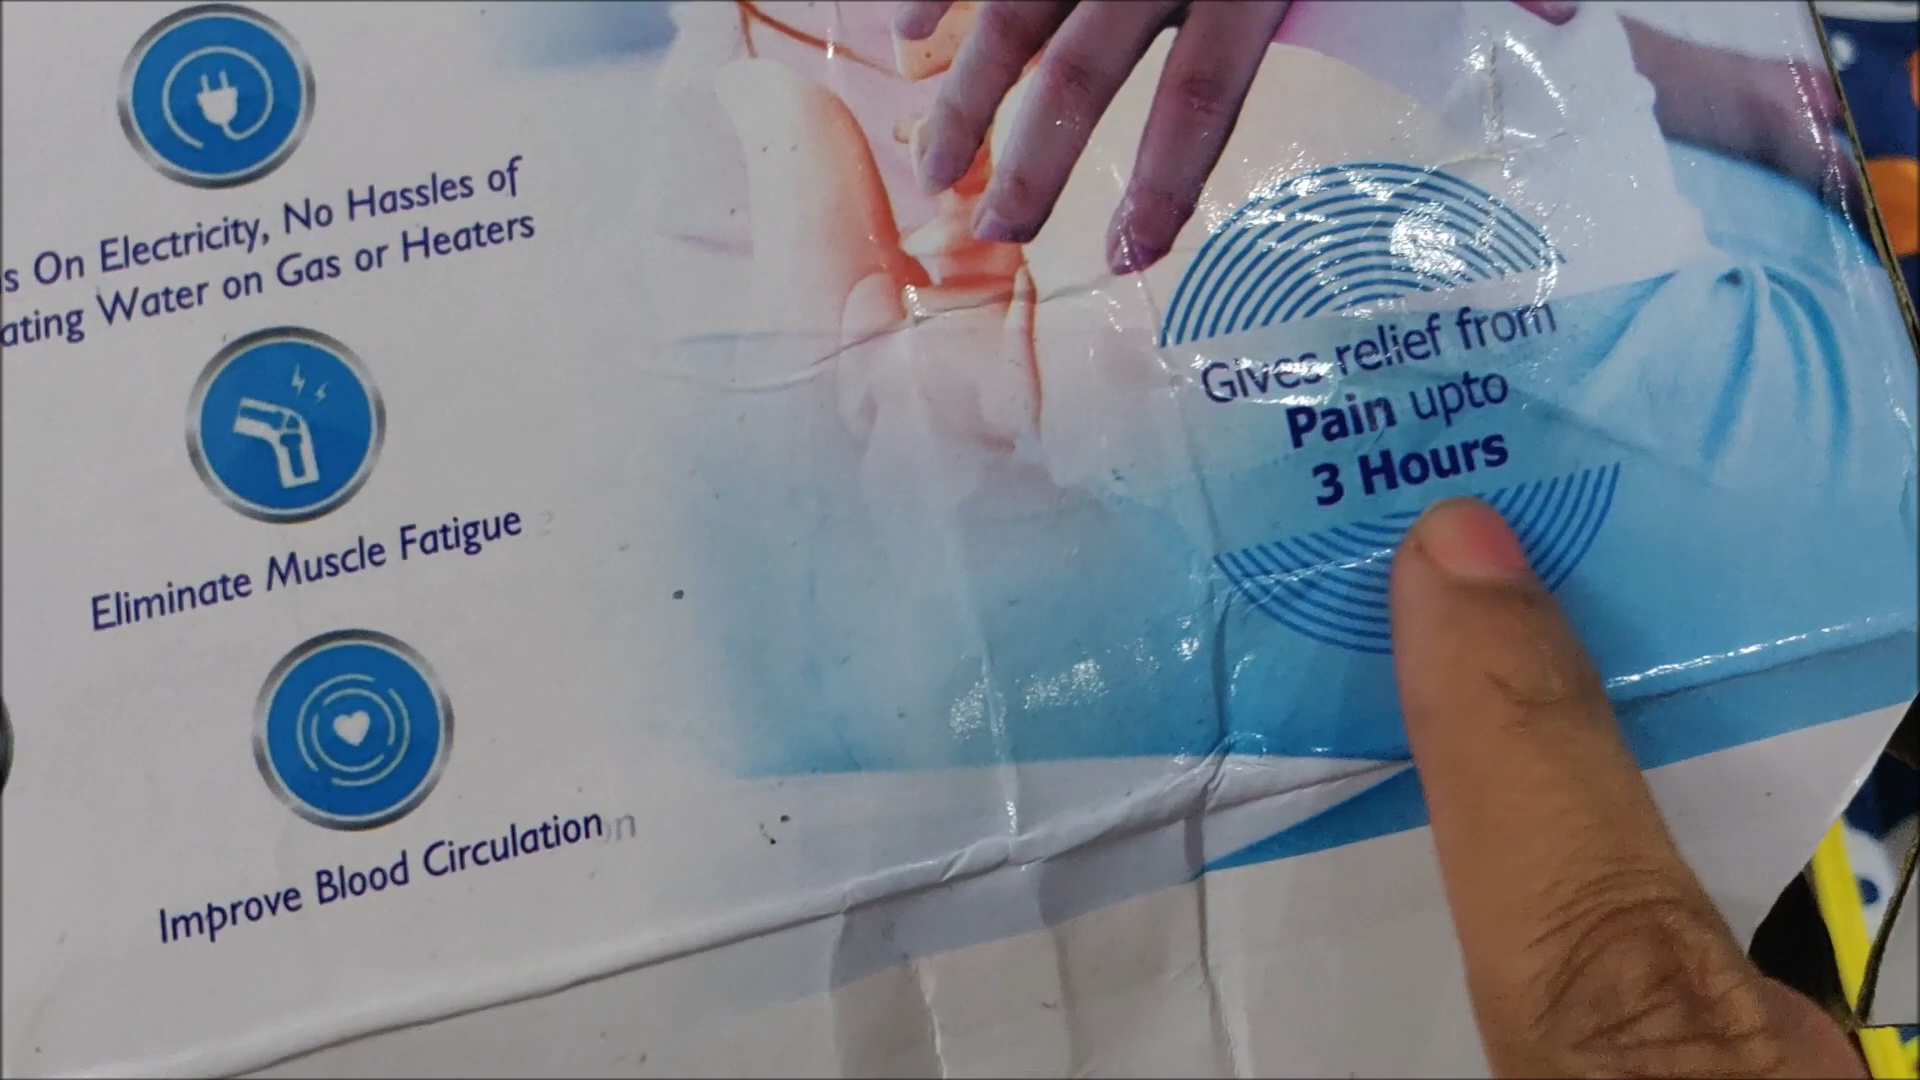 s On Electricity, No Hassles of
ating Water on Gas or Heaters
Eliminate Muscle Fatigue
Improve Blood Circulation
Gives relief from
Pain upto
3 Hours